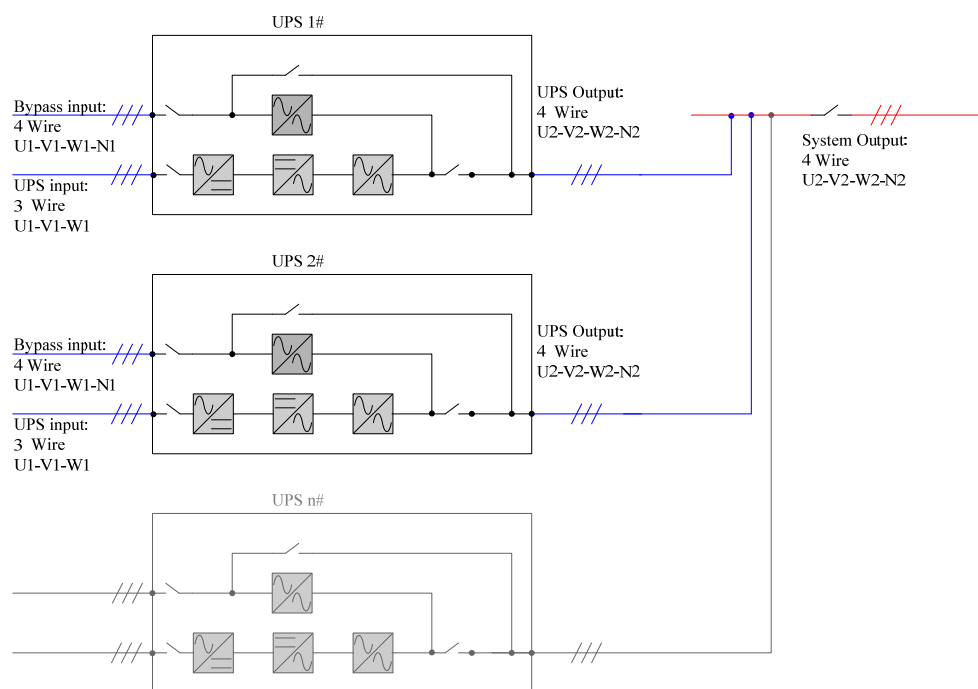 UPS 1#
Bypass input:
4 Wire
U1-V1-W1-N1
UPS input:
3 Wire
U1-V1-W1
UPS Output:
4 Wire
U2-V2-W2-N2
System Output:
4 Wire
U2-V2-W2-N2
UPS 2#
Bypass input:
4 Wire
U1-V1-W1-N1
UPS input:
3 Wire
U1-V1-W1
UPS Output:
4 Wire
U2-V2-W2-N2
UPS n#